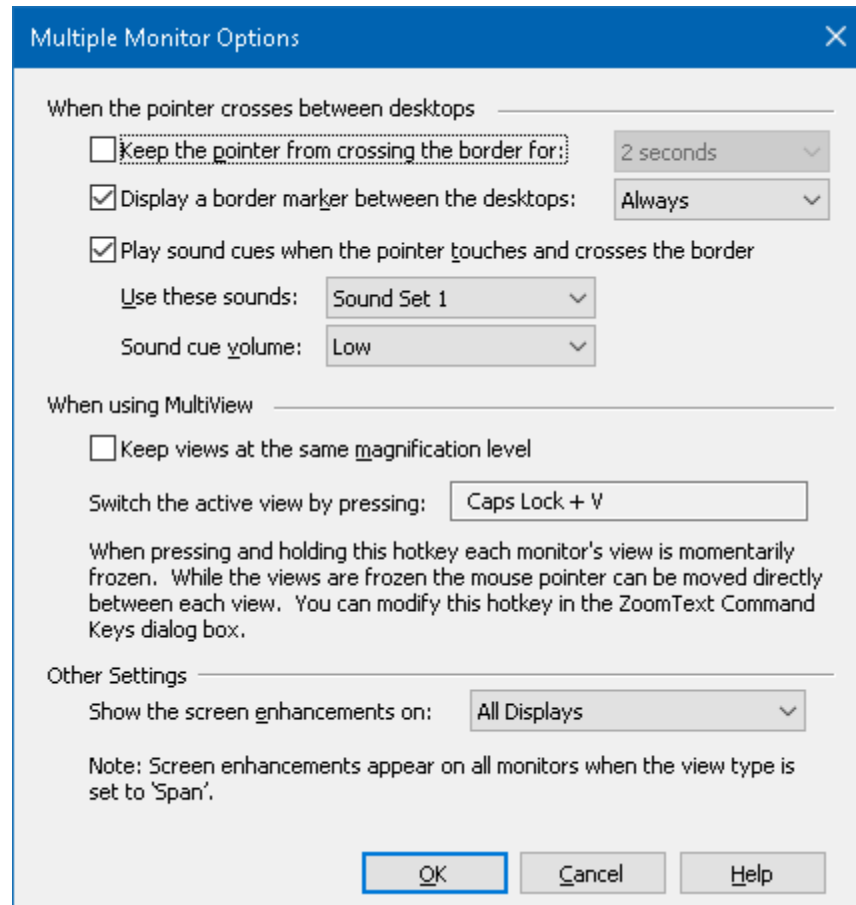 Multiple Monitor Options
When the pointer crosses between desktops
Keep the pointer from crossing the border for: 2 seconds
Display a border marker between the desktops: Always
Play sound cues when the pointer touches and crosses the border
Use these sounds: Sound Set 1
Sound cue volume: Low
When using MultiView
Keep views at the same magnification level
Switch the active view by pressing: Caps Lock + V
When pressing and holding this hotkey each monitor's view is momentarily
frozen. While the views are frozen the mouse pointer can be moved directly
between each view. You can modify this hotkey in the ZoomText Command
Keys dialog box.
Other Settings
Show the screen enhancements on: All Displays
Note: Screen enhancements appear on all monitors when the view type is
set to 'Span'.
OK Cancel Help